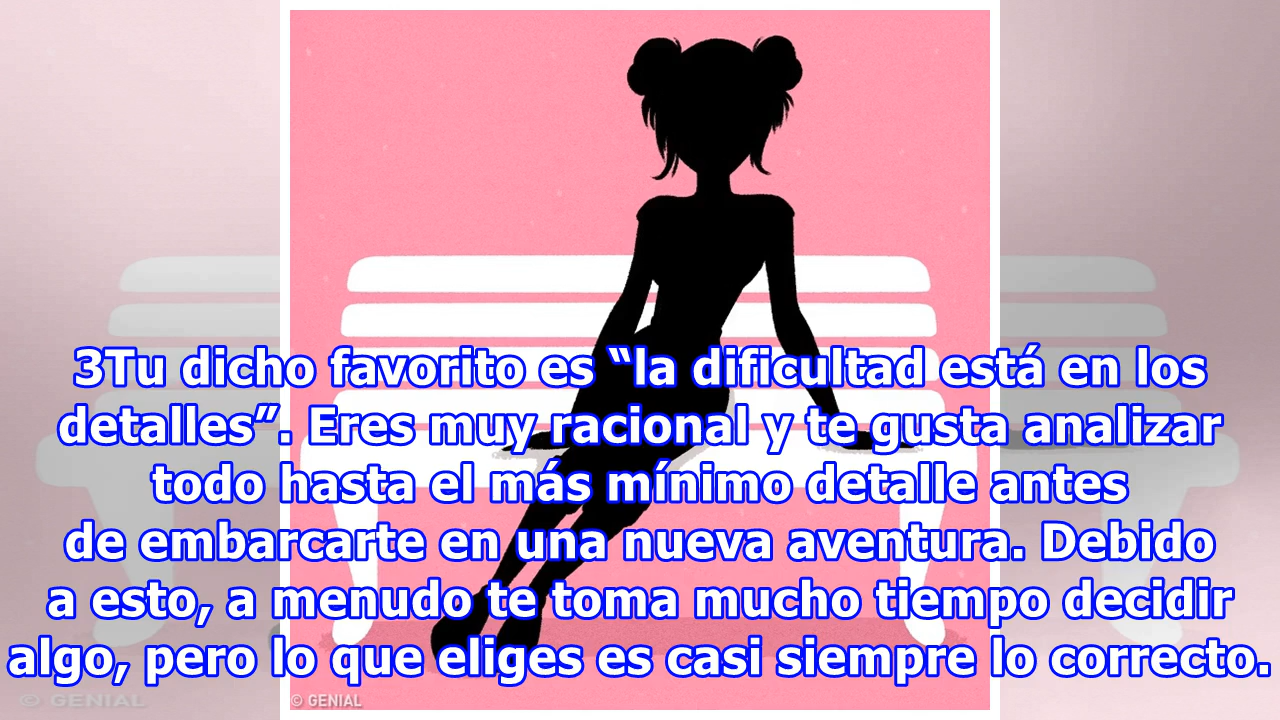 3Tu dicho favorito es “la dificultad está en los
detalles”. Eres muy racional y te gusta analizar
todo hasta el más mínimo detalle antes
de embarcarte en una nueva aventura. Debido
a esto, a menudo te toma mucho tiempo decidir
algo, pero lo que eliges es casi siempre lo correcto.
© GENIAL
© GENIAL